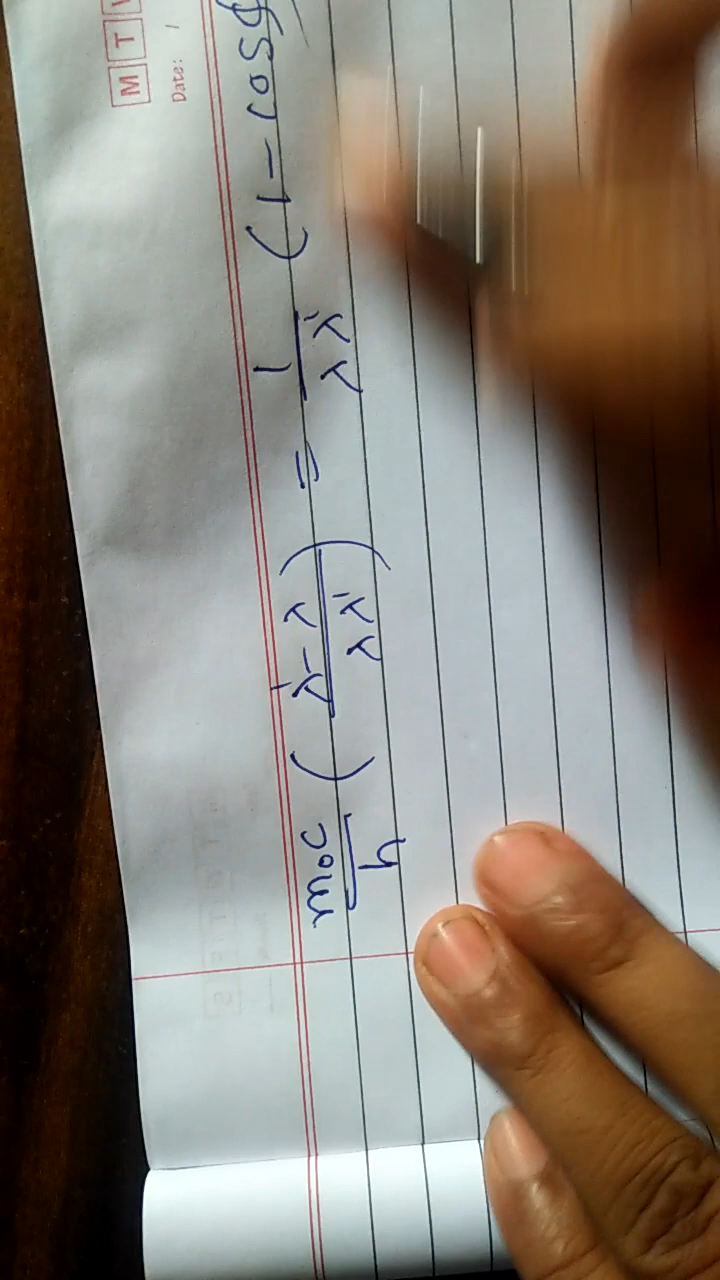 M T
Date: /
m₀c/h ( λ' - λ / λλ' ) = 1/λλ' (1 - cosφ